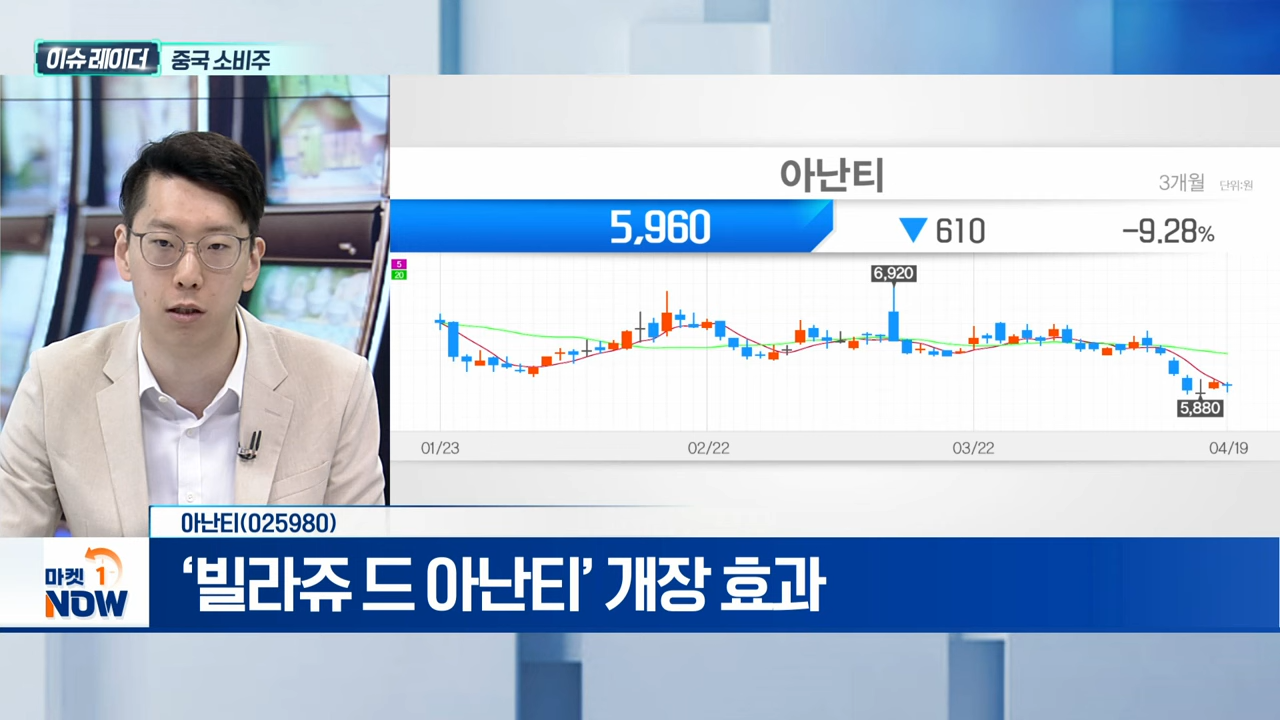 이슈 레이더 중국 소비주
아난티
3개월 단위:원
5,960 ▼ 610 -9.28%
5
20
6,920
5,880
01/23 02/22 03/22 04/19
아난티(025980)
마켓 1
NOW
‘빌라쥬 드 아난티’ 개장 효과